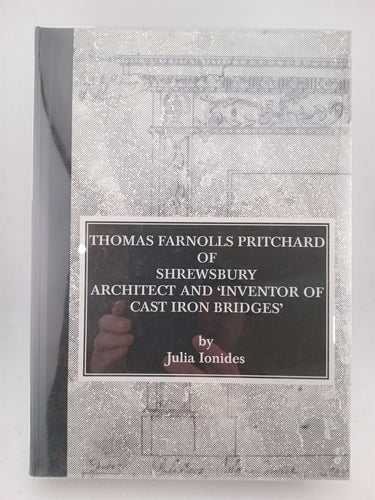 THOMAS FARNOLLS PRITCHARD
OF
SHREWSBURY
ARCHITECT AND ‘INVENTOR OF
CAST IRON BRIDGES’
by
Julia Ionides